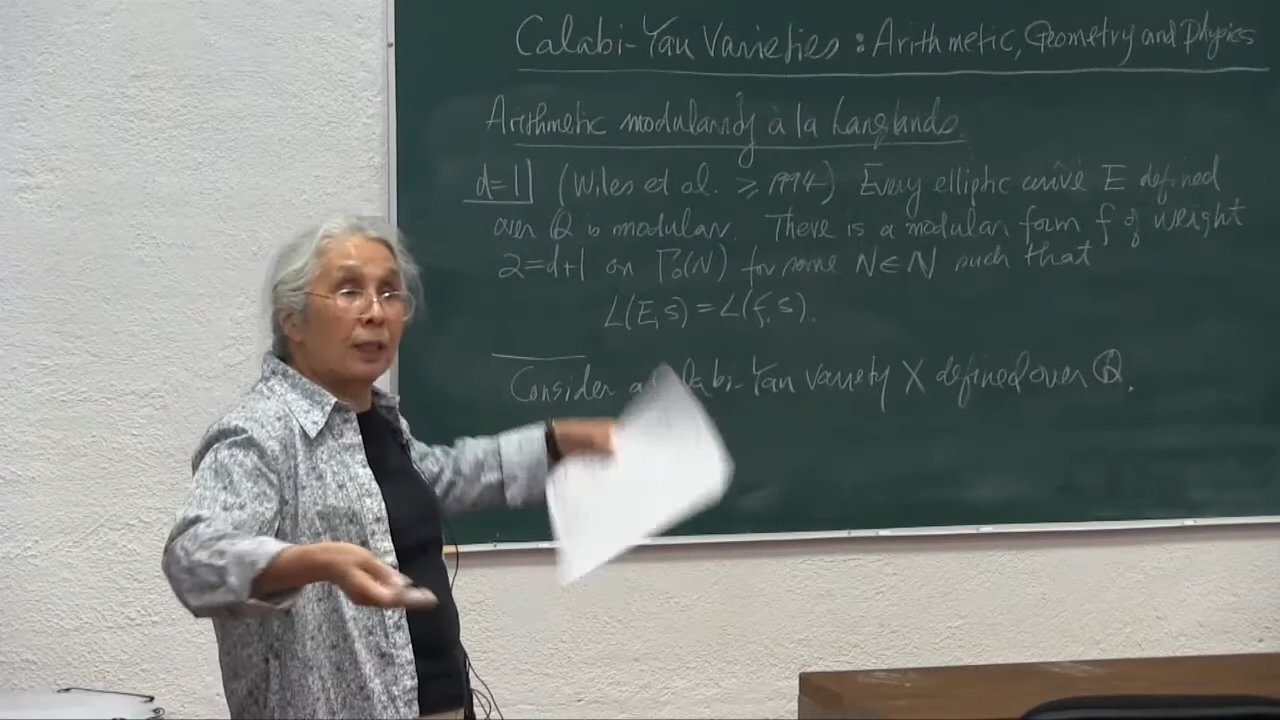 Calabi-Yau Varieties : Arithmetic, Geometry and Physics
Arithmetic modularity à la Langlands.
d=1 (Wiles et al. ≥ 1994) Every elliptic curve E defined
over Q is modular. There is a modular form f of weight
2=d+1 on Γ₀(N) for some N∈ℕ such that
L(E,s)=L(f,s).
Consider a labi-Yau variety X defined over ℚ.